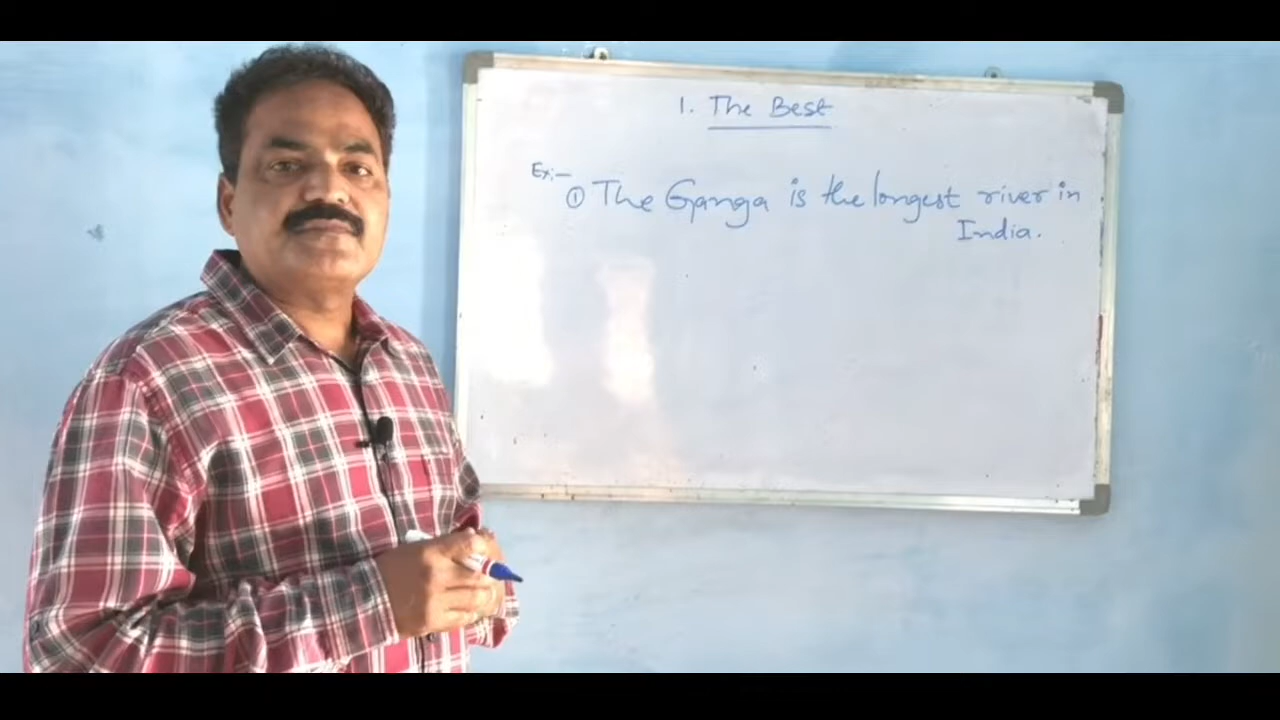 1. The Best
Ex:-
① The Ganga is the longest river in
India.